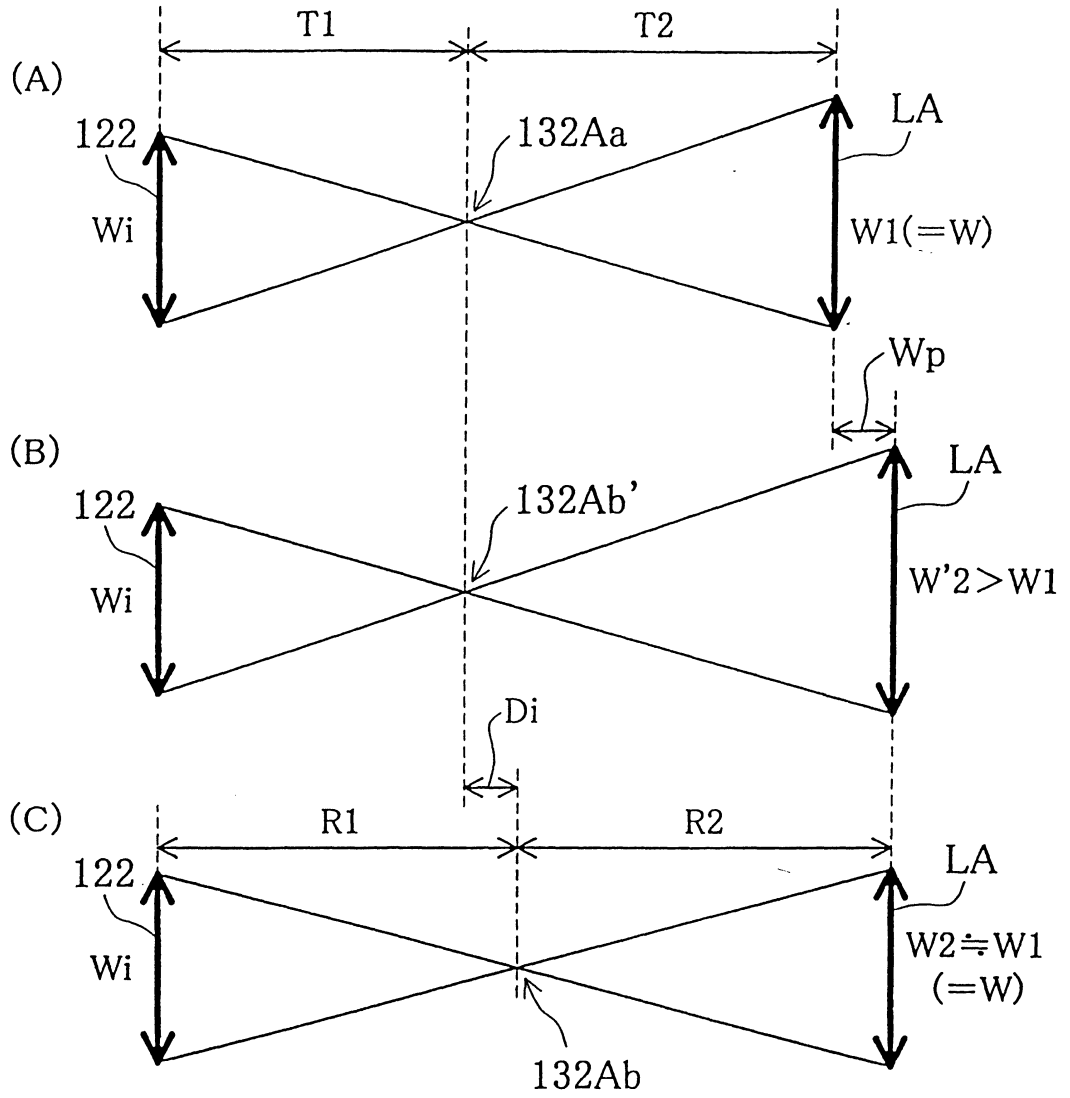 T1
T2
(A)
122
132Aa
LA
Wi
W1(=W)
Wp
(B)
122
132Ab'
LA
Wi
W'2>W1
Di
(C)
R1
R2
122
LA
Wi
W2≒W1
(=W)
132Ab